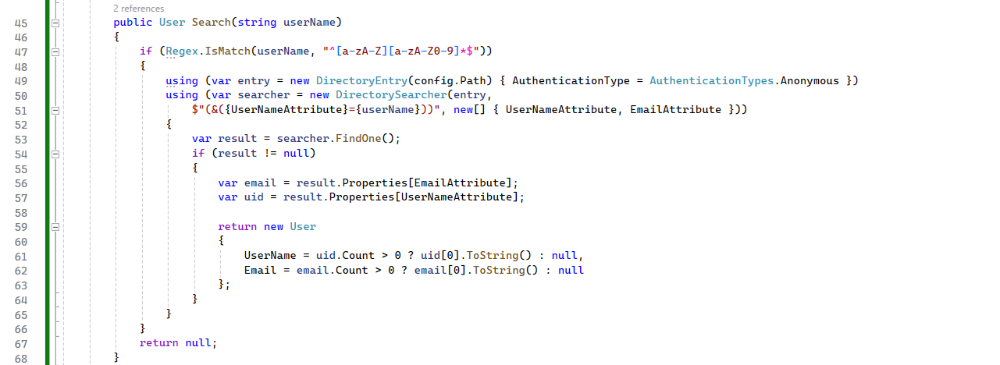 2 references
45 public User Search(string userName)
46 {
47 if (Regex.IsMatch(userName, "^[a-zA-Z][a-zA-Z0-9]*$"))
48 {
49 using (var entry = new DirectoryEntry(config.Path) { AuthenticationType = AuthenticationTypes.Anonymous })
50 using (var searcher = new DirectorySearcher(entry,
51 $"(&({UserNameAttribute}={userName}))", new[] { UserNameAttribute, EmailAttribute }))
52 {
53 var result = searcher.FindOne();
54 if (result != null)
55 {
56 var email = result.Properties[EmailAttribute];
57 var uid = result.Properties[UserNameAttribute];
58
59 return new User
60 {
61 UserName = uid.Count > 0 ? uid[0].ToString() : null,
62 Email = email.Count > 0 ? email[0].ToString() : null
63 };
64 }
65 }
66 }
67 return null;
68 }